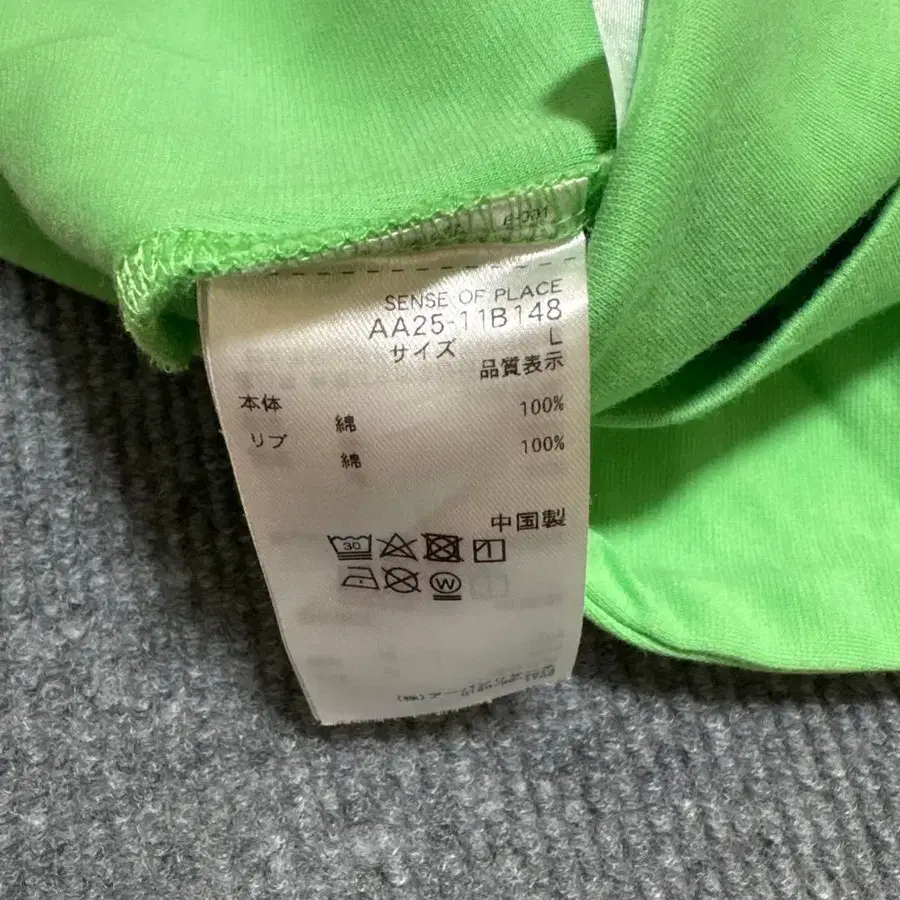 SENSE OF PLACE
AA25-11B148
サイズ L
品質表示
本体 綿 100%
リブ 綿 100%
中国製
30
W